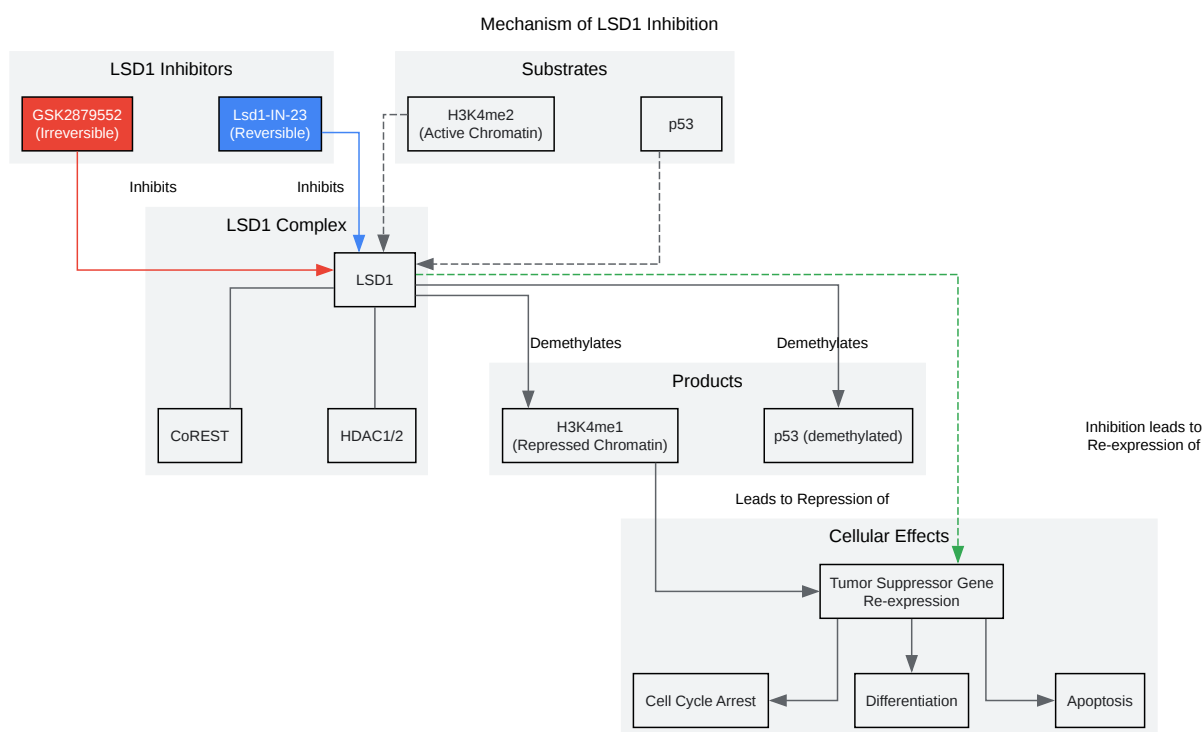 Mechanism of LSD1 Inhibition
LSD1 Inhibitors
Substrates
GSK2879552
(Irreversible)
Lsd1-IN-23
(Reversible)
H3K4me2
(Active Chromatin)
p53
Inhibits
Inhibits
LSD1 Complex
LSD1
Demethylates
Demethylates
Products
CoREST
HDAC1/2
H3K4me1
(Repressed Chromatin)
p53 (demethylated)
Inhibition leads to
Re-expression of
Leads to Repression of
Cellular Effects
Tumor Suppressor Gene
Re-expression
Cell Cycle Arrest
Differentiation
Apoptosis